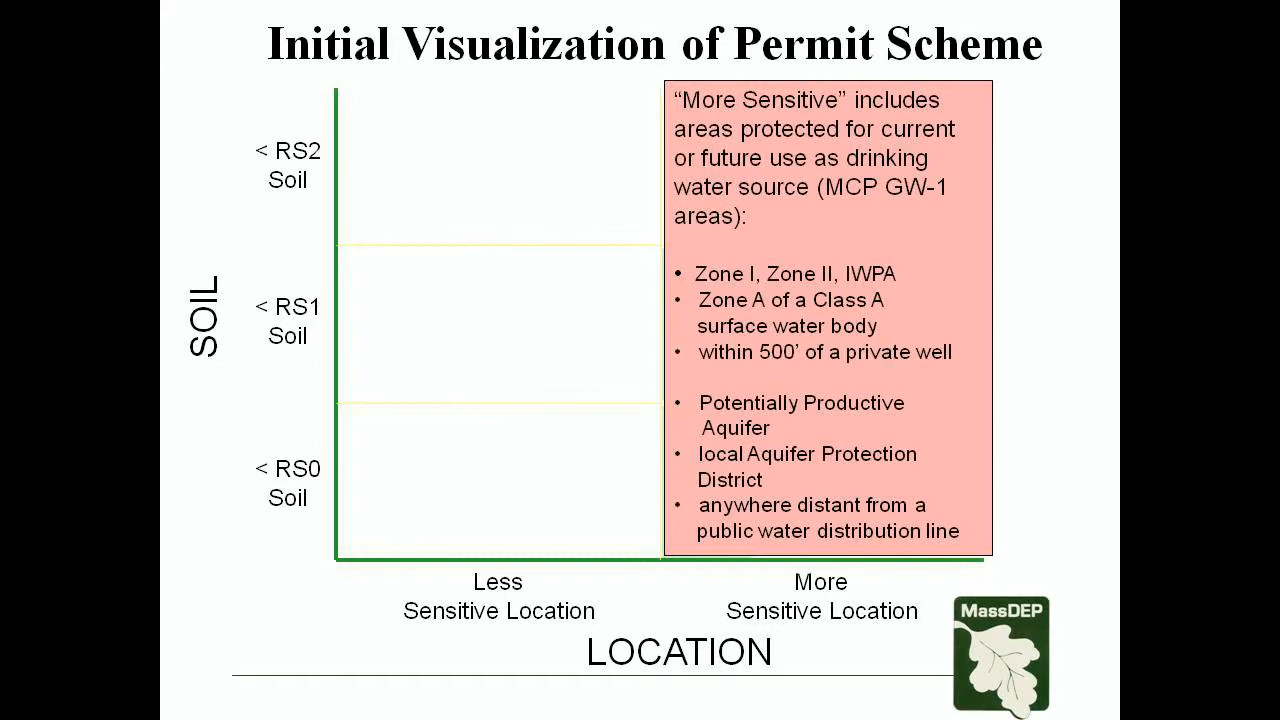 Initial Visualization of Permit Scheme
“More Sensitive” includes
areas protected for current
or future use as drinking
water source (MCP GW-1
areas):
• Zone I, Zone II, IWPA
• Zone A of a Class A
surface water body
• within 500’ of a private well
• Potentially Productive
Aquifer
• local Aquifer Protection
District
• anywhere distant from a
public water distribution line
SOIL
< RS2
Soil
< RS1
Soil
< RS0
Soil
Less
Sensitive Location
More
Sensitive Location
LOCATION
MassDEP